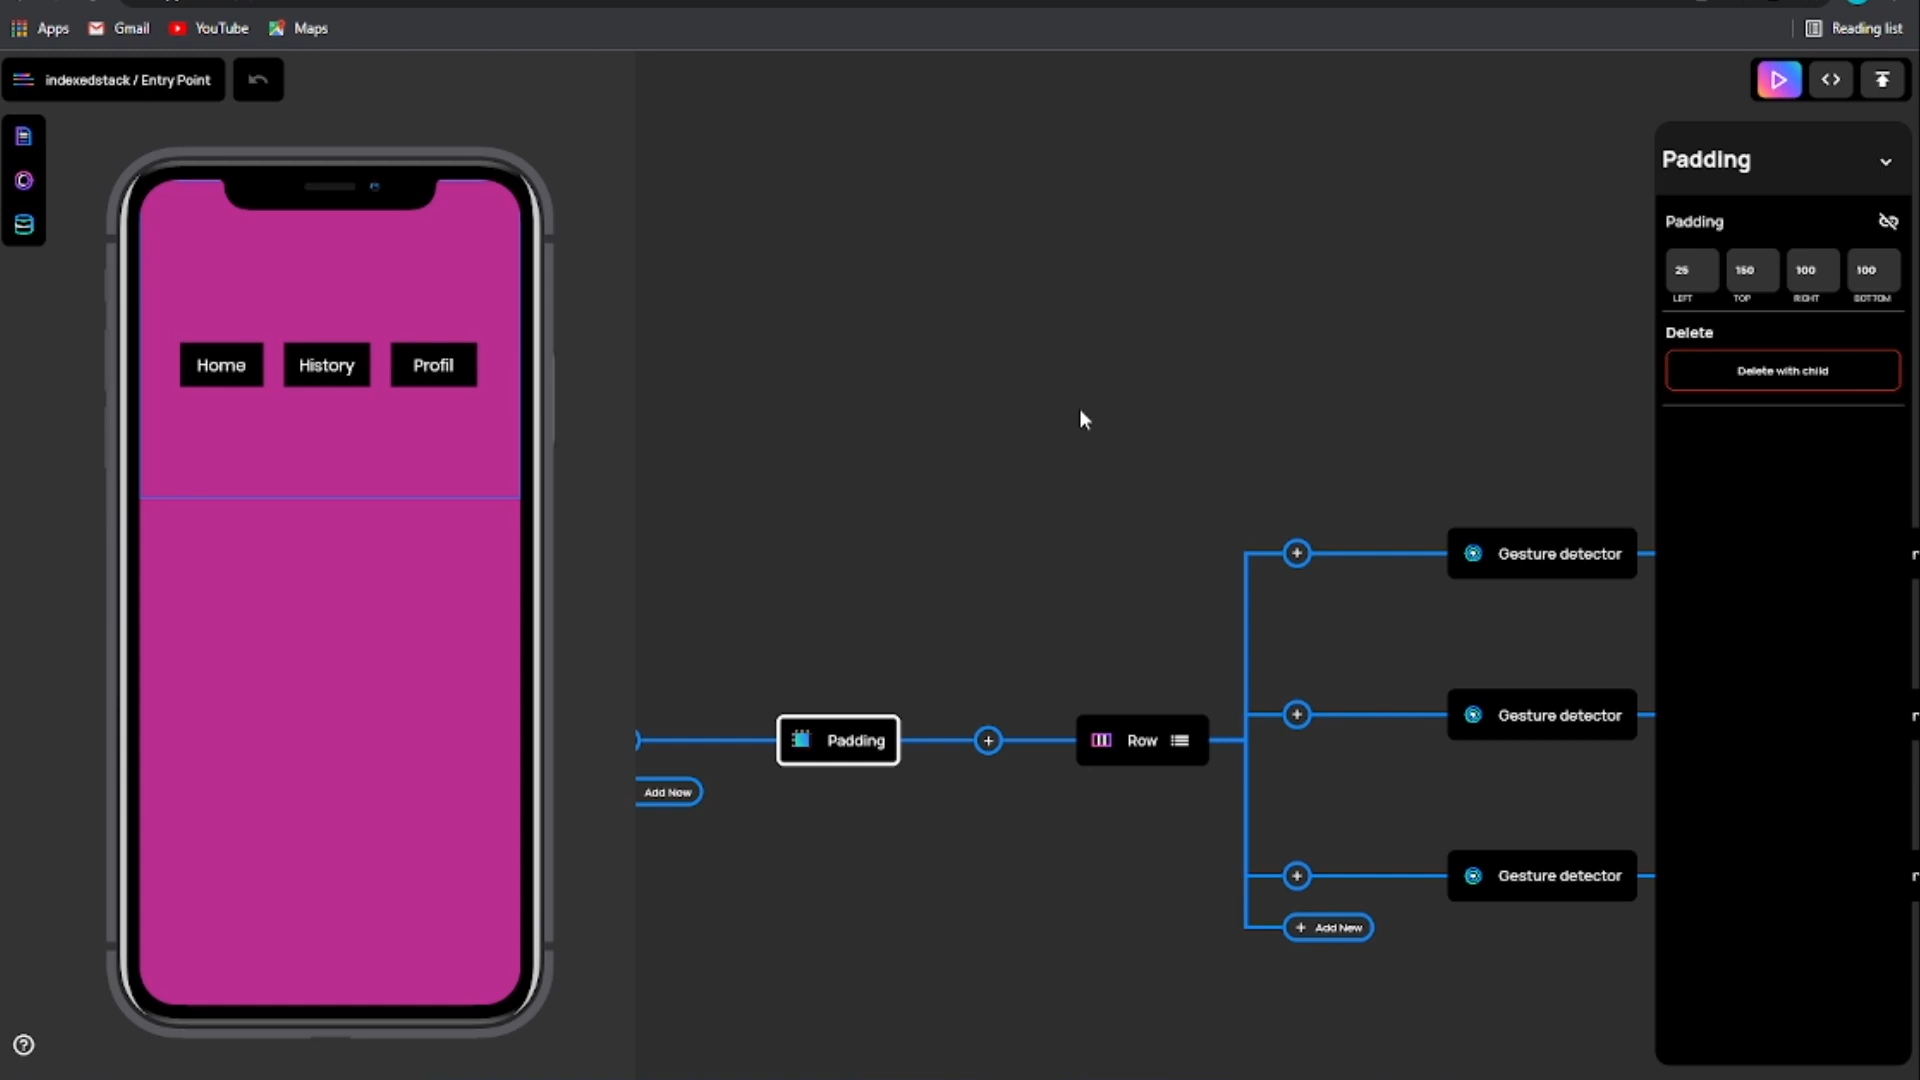 Apps Gmail YouTube Maps Reading list
indexedstack / Entry Point
Padding
Padding
25 150 100 100
LEFT TOP RIGHT BOTTOM
Delete
Delete with child
Home History Profil
Gesture detector
Gesture detector
Padding Row
Add New
Gesture detector
Add New